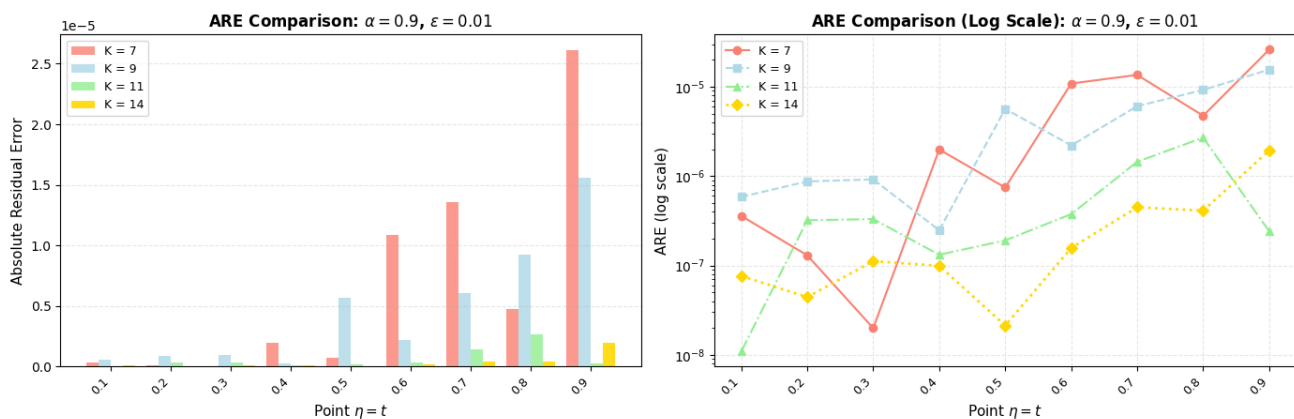 ARE Comparison: α = 0.9, ε = 0.01
1e−5
K = 7
K = 9
K = 11
K = 14
Absolute Residual Error
2.5
2.0
1.5
1.0
0.5
0.0
0.1
0.2
0.3
0.4
0.5
0.6
0.7
0.8
0.9
Point η = t
ARE Comparison (Log Scale): α = 0.9, ε = 0.01
K = 7
K = 9
K = 11
K = 14
ARE (log scale)
10⁻⁵
10⁻⁶
10⁻⁷
10⁻⁸
0.1
0.2
0.3
0.4
0.5
0.6
0.7
0.8
0.9
Point η = t